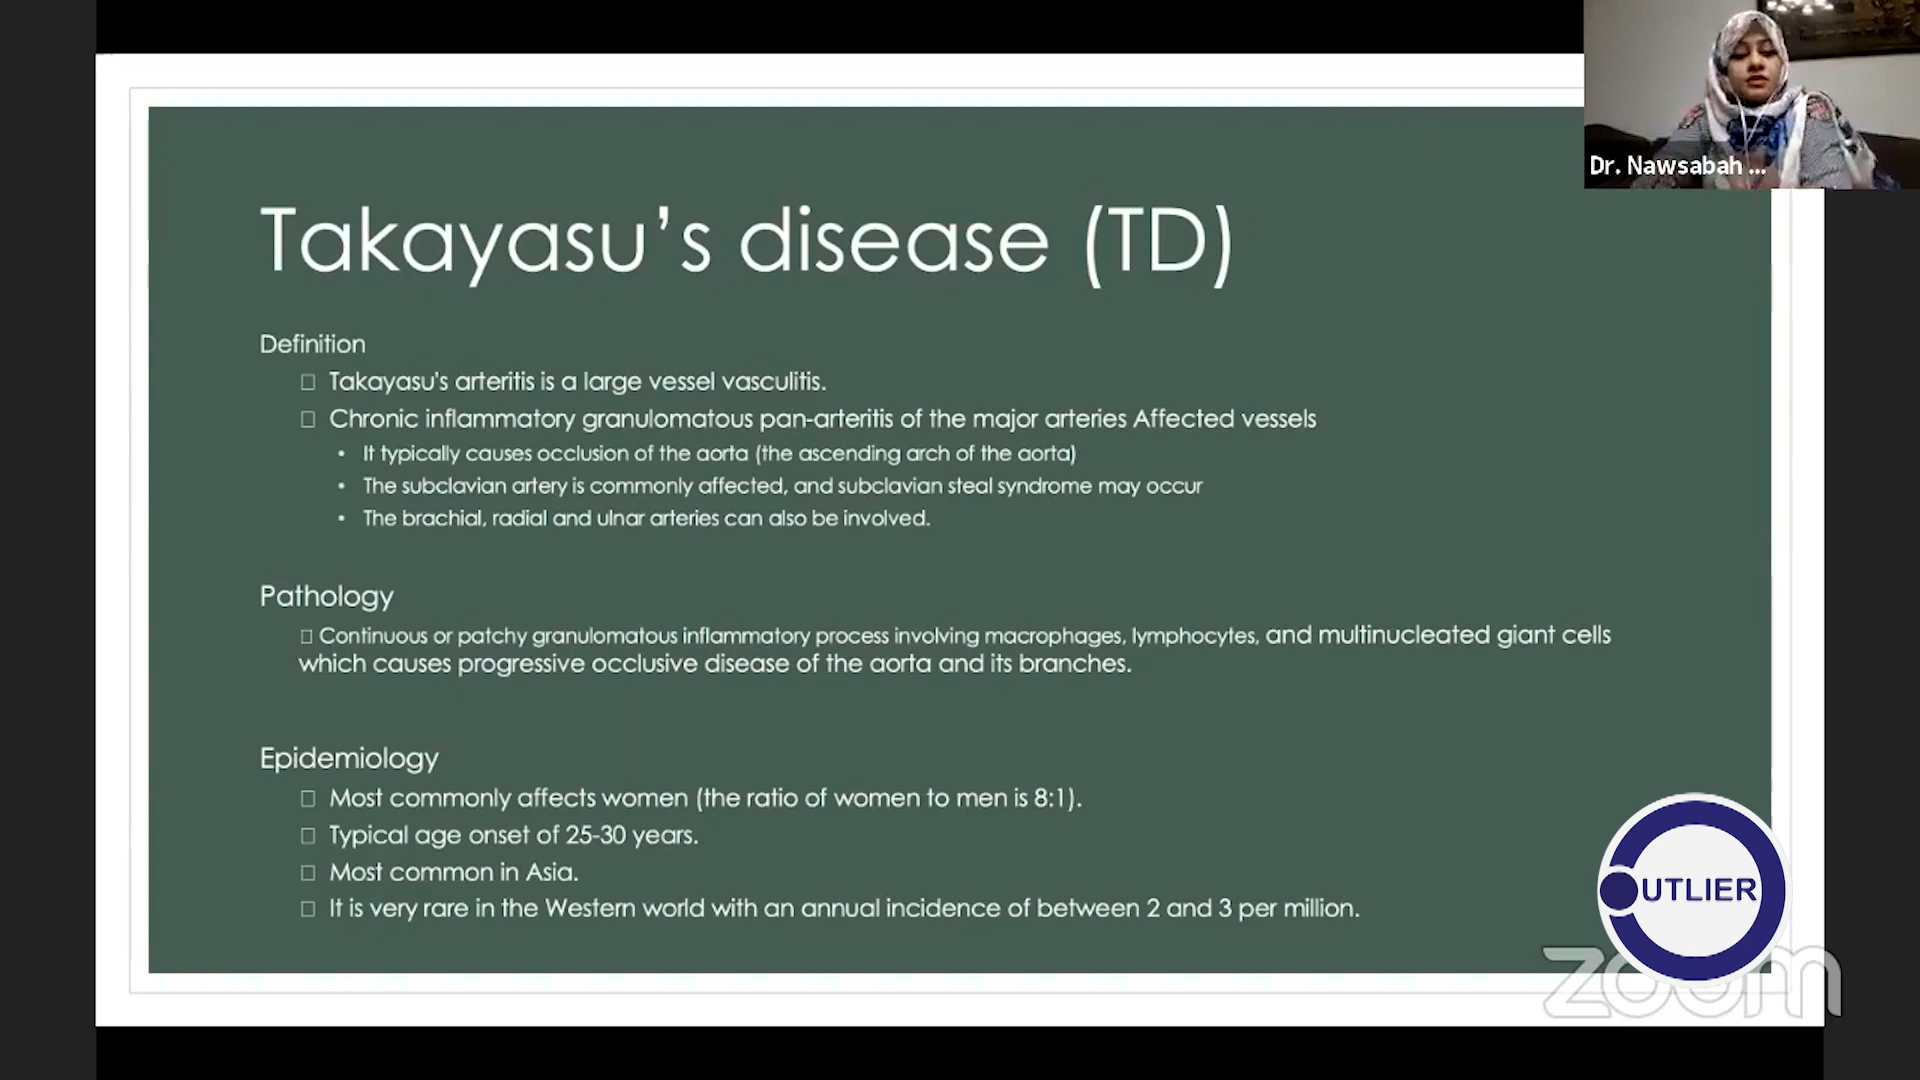 Dr. Nawsabah ...
Takayasu's disease (TD)
Definition
Takayasu's arteritis is a large vessel vasculitis.
Chronic inflammatory granulomatous pan-arteritis of the major arteries Affected vessels
• It typically causes occlusion of the aorta (the ascending arch of the aorta)
• The subclavian artery is commonly affected, and subclavian steal syndrome may occur
• The brachial, radial and ulnar arteries can also be involved.
Pathology
Continuous or patchy granulomatous inflammatory process involving macrophages, lymphocytes, and multinucleated giant cells
which causes progressive occlusive disease of the aorta and its branches.
Epidemiology
Most commonly affects women (the ratio of women to men is 8:1).
Typical age onset of 25-30 years.
Most common in Asia.
It is very rare in the Western world with an annual incidence of between 2 and 3 per million.
OUTLIER
zoom